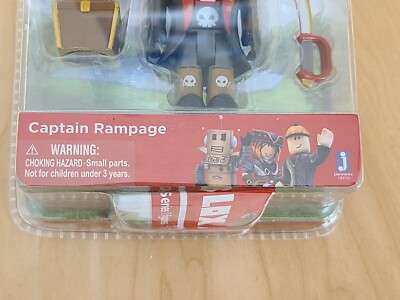 Captain Rampage
WARNING:
CHOKING HAZARD-Small parts.
Not for children under 3 years.